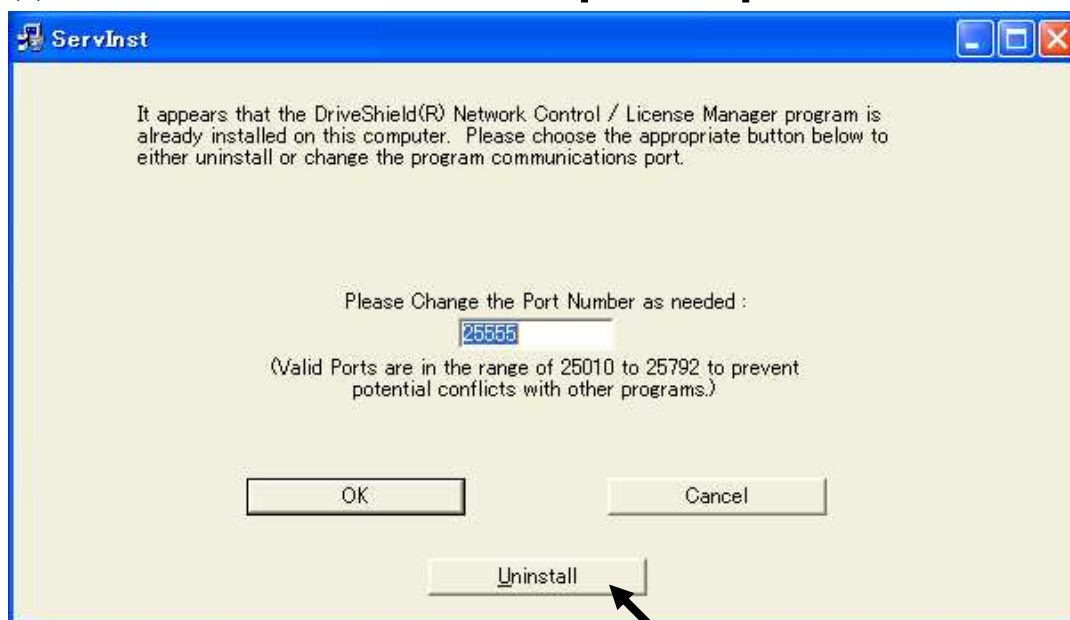 ServInst
It appears that the DriveShield(R) Network Control / License Manager program is
already installed on this computer. Please choose the appropriate button below to
either uninstall or change the program communications port.
Please Change the Port Number as needed :
25555
(Valid Ports are in the range of 25010 to 25792 to prevent
potential conflicts with other programs.)
OK
Cancel
Uninstall